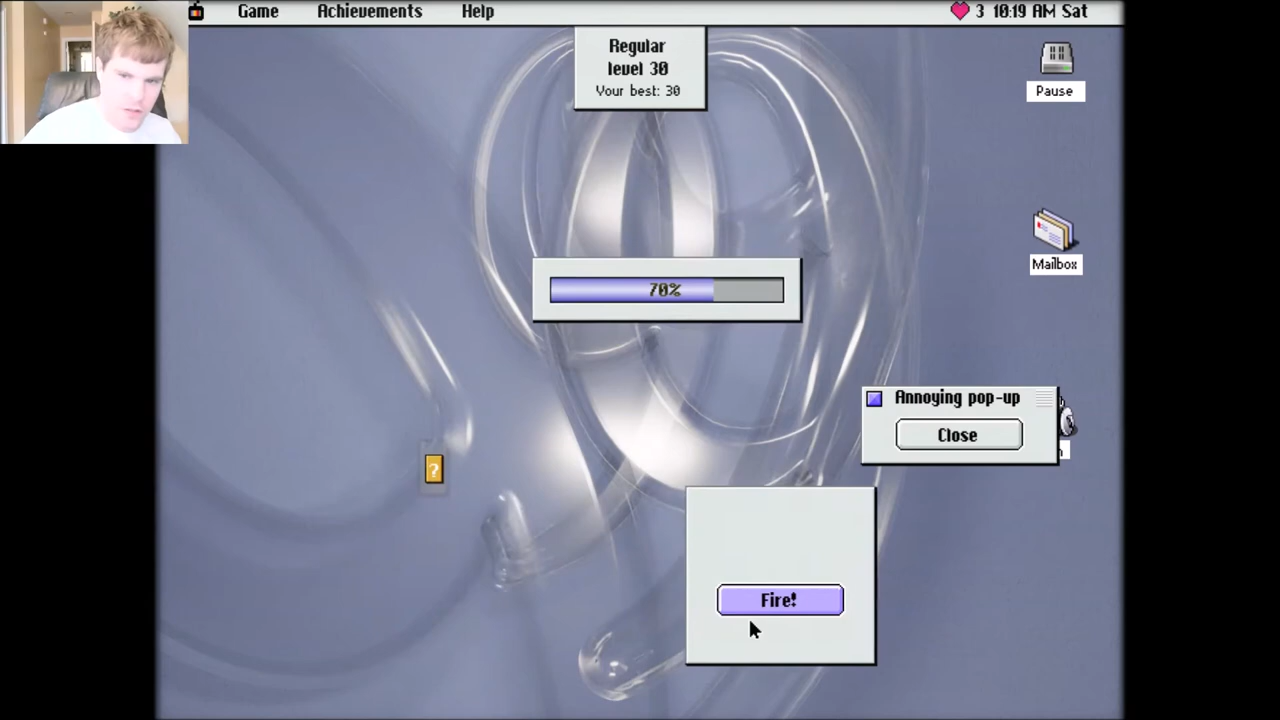 Game Achievements Help 3 10:19 AM Sat
Regular
level 30
Your best: 30
Pause
Mailbox
70%
Annoying pop-up
Close
?
Fire!